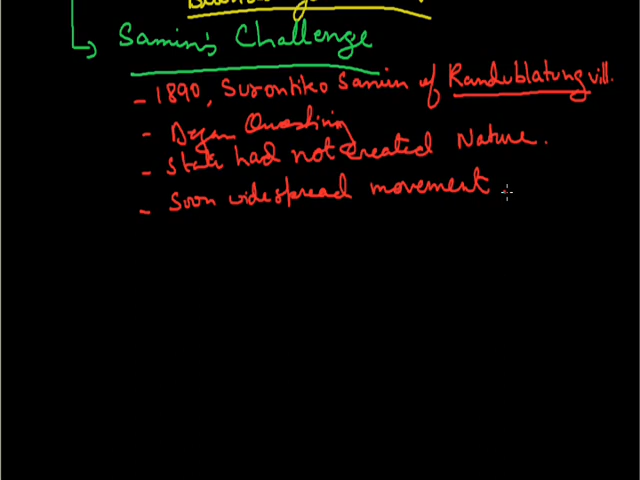 ↳ Samin's Challenge
- 1890, Surontiko Samin of Randublatung vill.
- Began Questioning
- State had not created Nature.
- Soon widespread movement